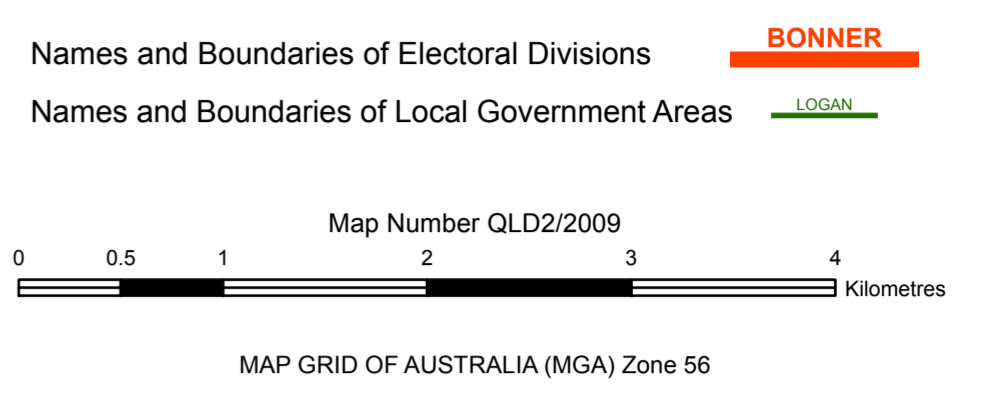 Names and Boundaries of Electoral Divisions BONNER
Names and Boundaries of Local Government Areas LOGAN
Map Number QLD2/2009
0 0.5 1 2 3 4
Kilometres
MAP GRID OF AUSTRALIA (MGA) Zone 56